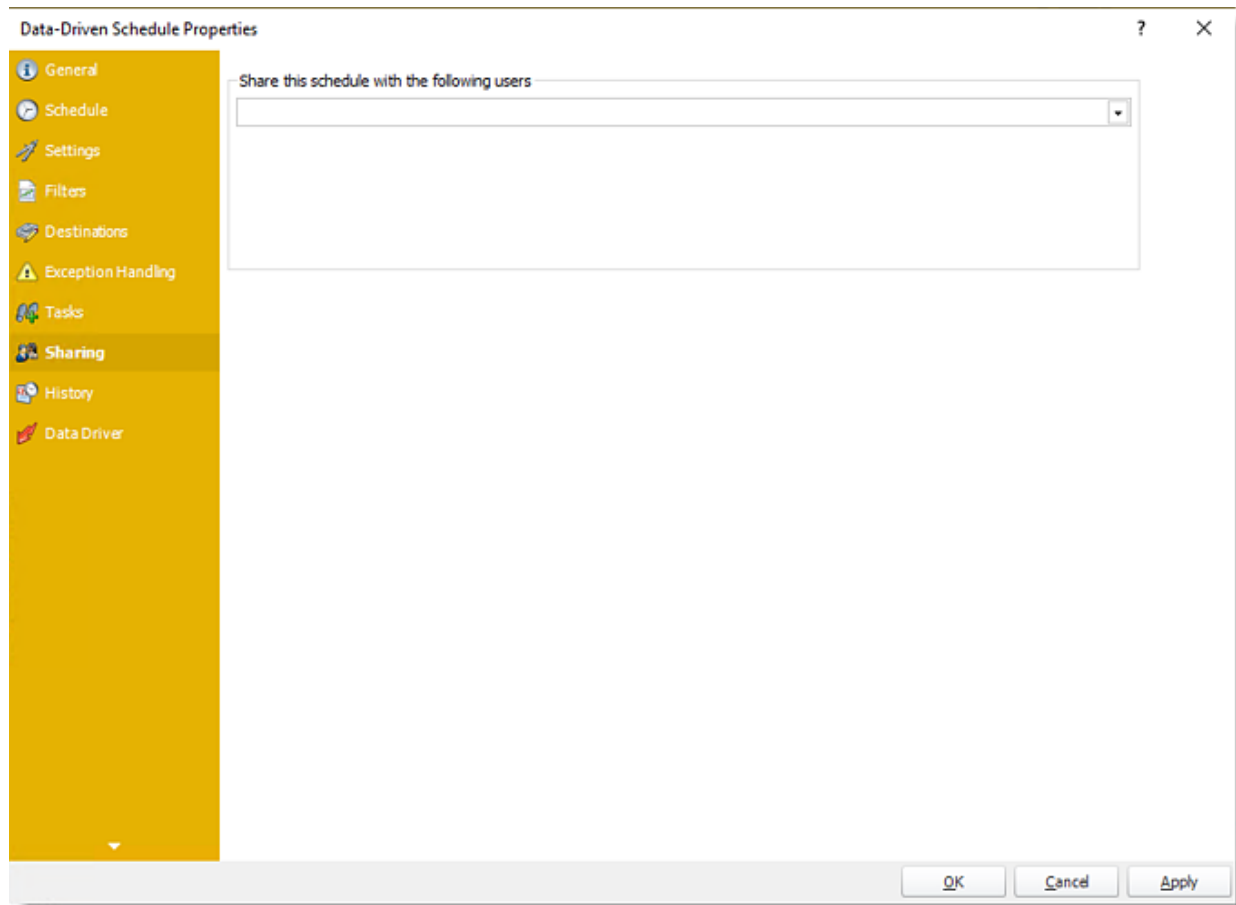 Data-Driven Schedule Properties
?
General
Schedule
Settings
Filters
Destinations
Exception Handling
Tasks
Sharing
History
Data Driver
Share this schedule with the following users
OK
Cancel
Apply